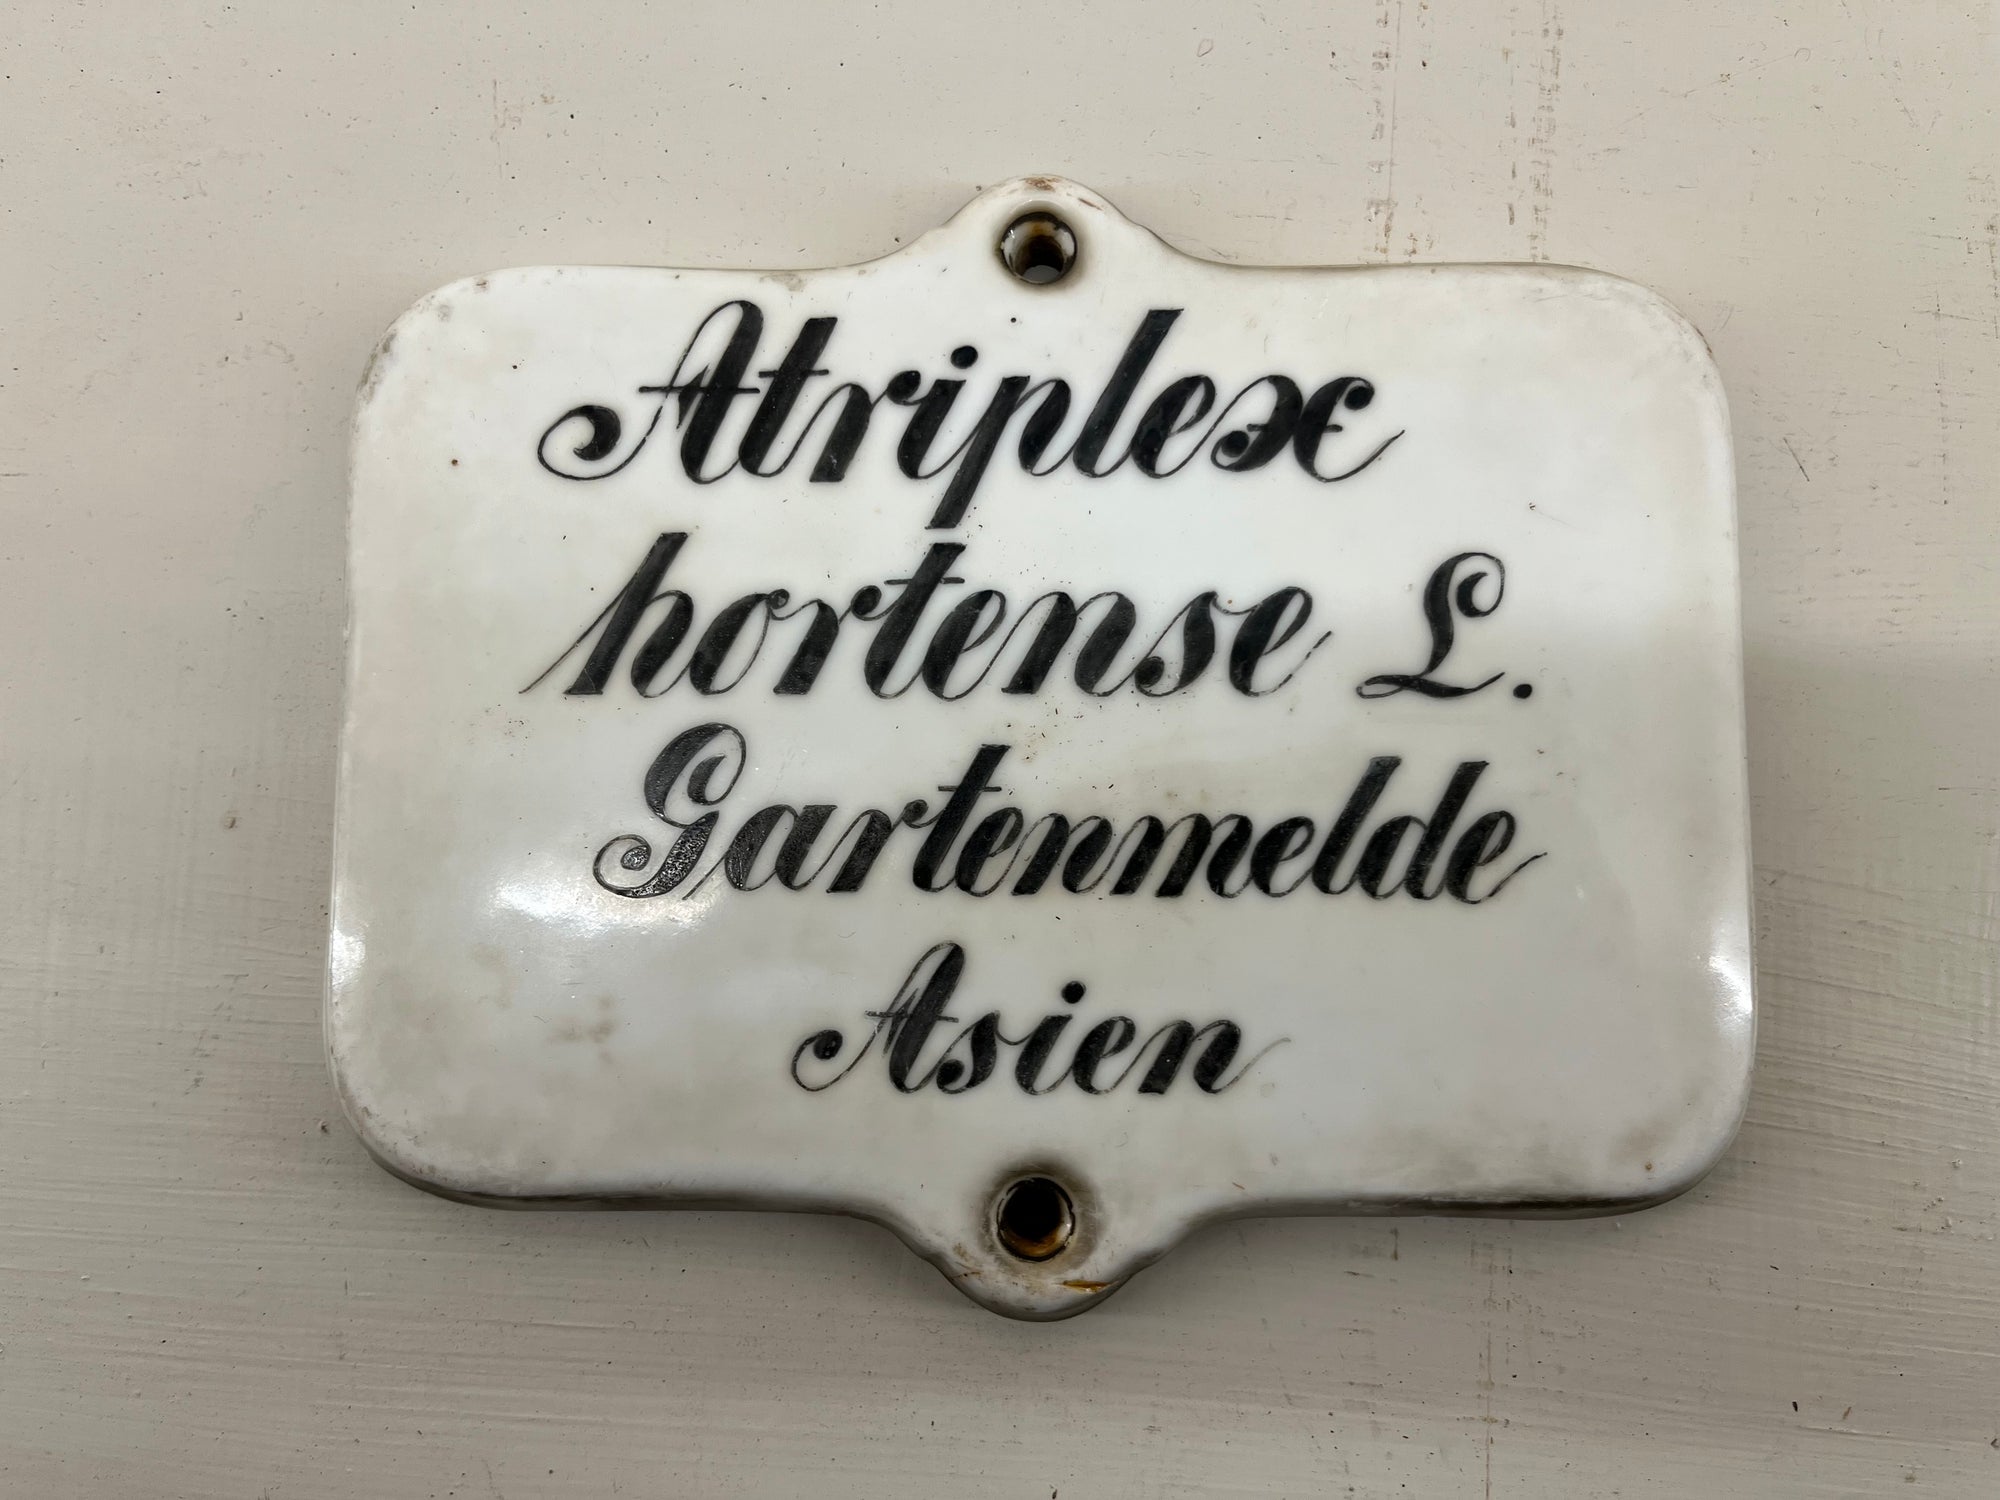 Atriplex
hortense L.
Gartenmelde
Asien